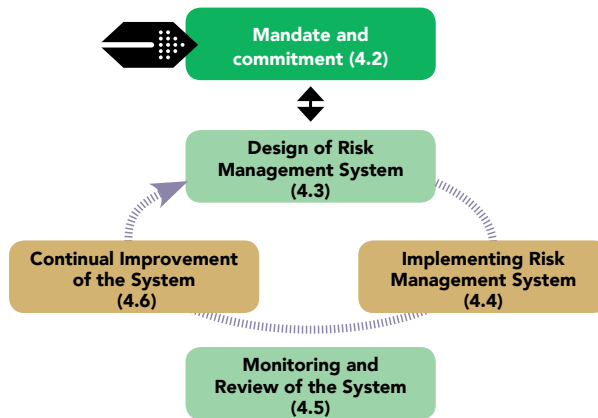 Mandate and
commitment (4.2)
Design of Risk
Management System
(4.3)
Continual Improvement
of the System
(4.6)
Implementing Risk
Management System
(4.4)
Monitoring and
Review of the System
(4.5)